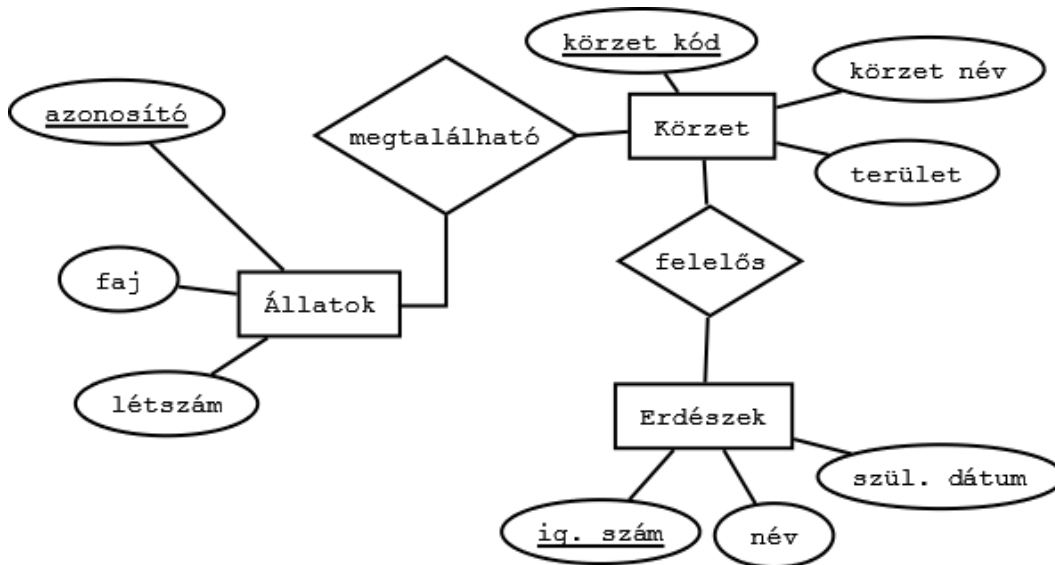 körzet kód
körzet név
azonosító
megtalálható
Körzet
terület
felelős
faj
Állatok
létszám
Erdészek
szül. dátum
ig. szám
név